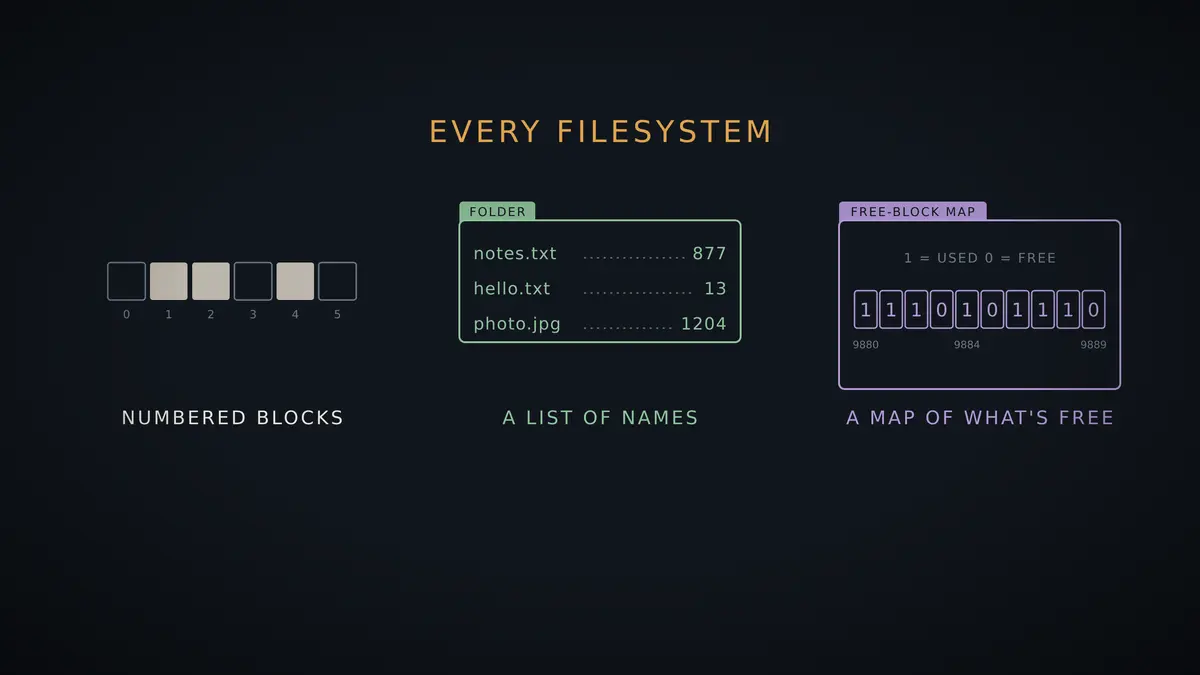 EVERY FILESYSTEM
0 1 2 3 4 5
NUMBERED BLOCKS
FOLDER
notes.txt ................ 877
hello.txt ................. 13
photo.jpg .............. 1204
A LIST OF NAMES
FREE-BLOCK MAP
1 = USED 0 = FREE
1 1 1 0 1 0 1 1 1 0
9880 9884 9889
A MAP OF WHAT'S FREE